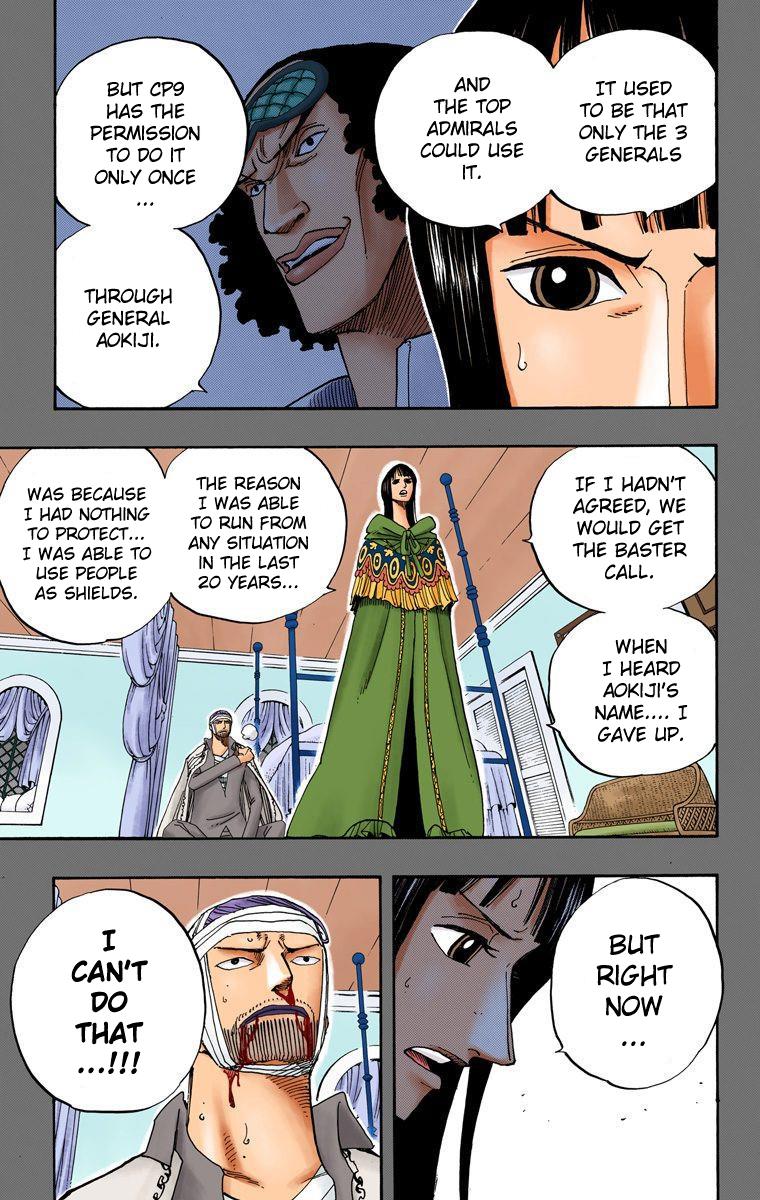 IT USED
TO BE THAT
ONLY THE 3
GENERALS
AND
THE TOP
ADMIRALS
COULD USE
IT.
BUT CP9
HAS THE
PERMISSION
TO DO IT
ONLY ONCE
...
THROUGH
GENERAL
AOKIJI.
IF I HADN'T
AGREED, WE
WOULD GET
THE BASTER
CALL.
WHEN
I HEARD
AOKIJI'S
NAME.... I
GAVE UP.
THE REASON
I WAS ABLE
TO RUN FROM
ANY SITUATION
IN THE LAST
20 YEARS...
WAS BECAUSE
I HAD NOTHING
TO PROTECT...
I WAS ABLE TO
USE PEOPLE
AS SHIELDS.
BUT
RIGHT
NOW
...
I
CAN'T
DO
THAT
...!!!